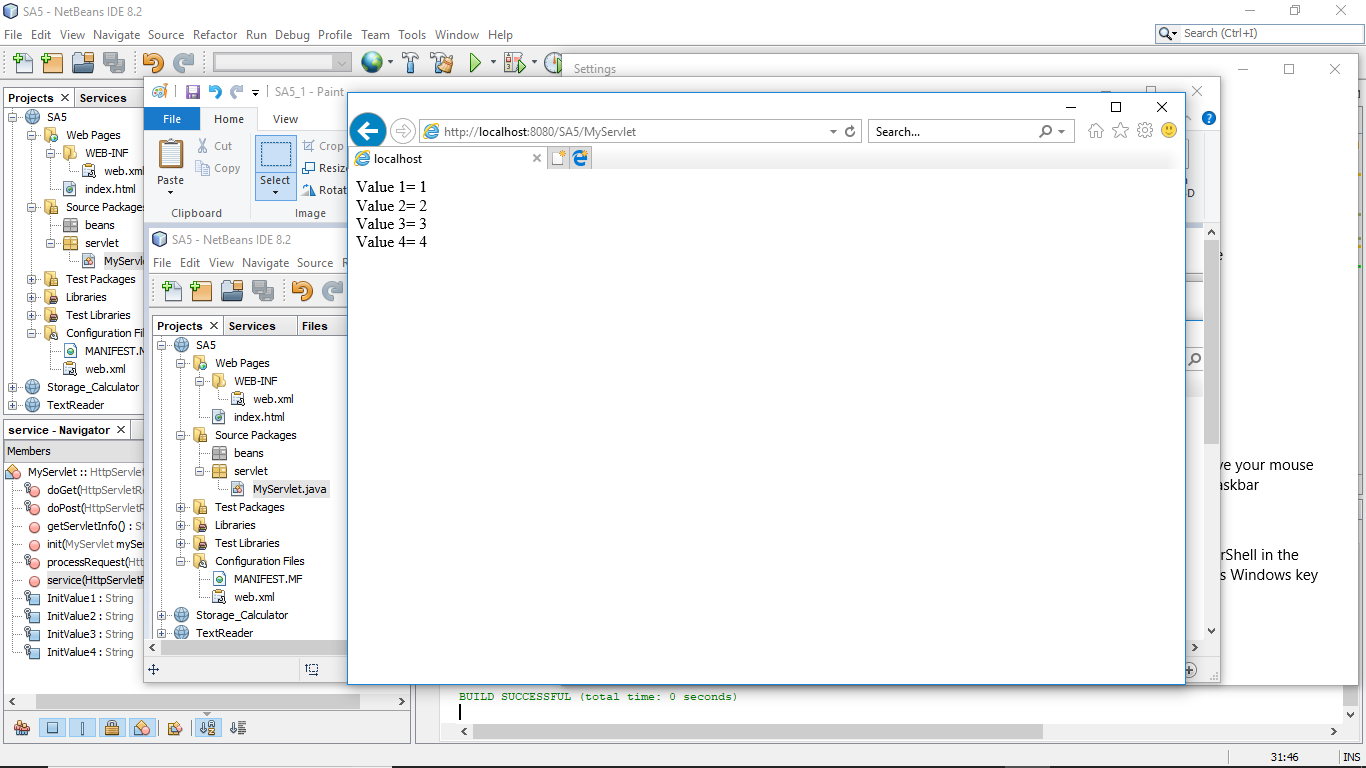 SA5 - NetBeans IDE 8.2
File Edit View Navigate Source Refactor Run Debug Profile Team Tools Window Help
Search (Ctrl+I)
Settings
Projects Services
SA5
Web Pages
WEB-INF
web.xml
index.html
Source Packages
beans
servlet
MyServl
Test Packages
Libraries
Test Libraries
Configuration Fi
MANIFEST.M
web.xml
Storage_Calculator
TextReader
service - Navigator
Members
MyServlet :: HttpServlet
doGet(HttpServletR
doPost(HttpServletR
getServletInfo() : S
init(MyServlet mySe
processRequest(Htt
service(HttpServletR
InitValue1 : String
InitValue2 : String
InitValue3 : String
InitValue4 : String
SA5_1 - Paint
File Home View
Paste
Cut
Copy
Clipboard
Select
Crop
Resize
Rotat
Image
D
SA5 - NetBeans IDE 8.2
File Edit View Navigate Source R
Projects Services Files
SA5
Web Pages
WEB-INF
web.xml
index.html
Source Packages
beans
servlet
MyServlet.java
Test Packages
Libraries
Test Libraries
Configuration Files
MANIFEST.MF
web.xml
Storage_Calculator
TextReader
http://localhost:8080/SA5/MyServlet
Search...
localhost
Value 1= 1
Value 2= 2
Value 3= 3
Value 4= 4
ve your mouse
askbar
rShell in the
s Windows key
BUILD SUCCESSFUL (total time: 0 seconds)
31:46 INS